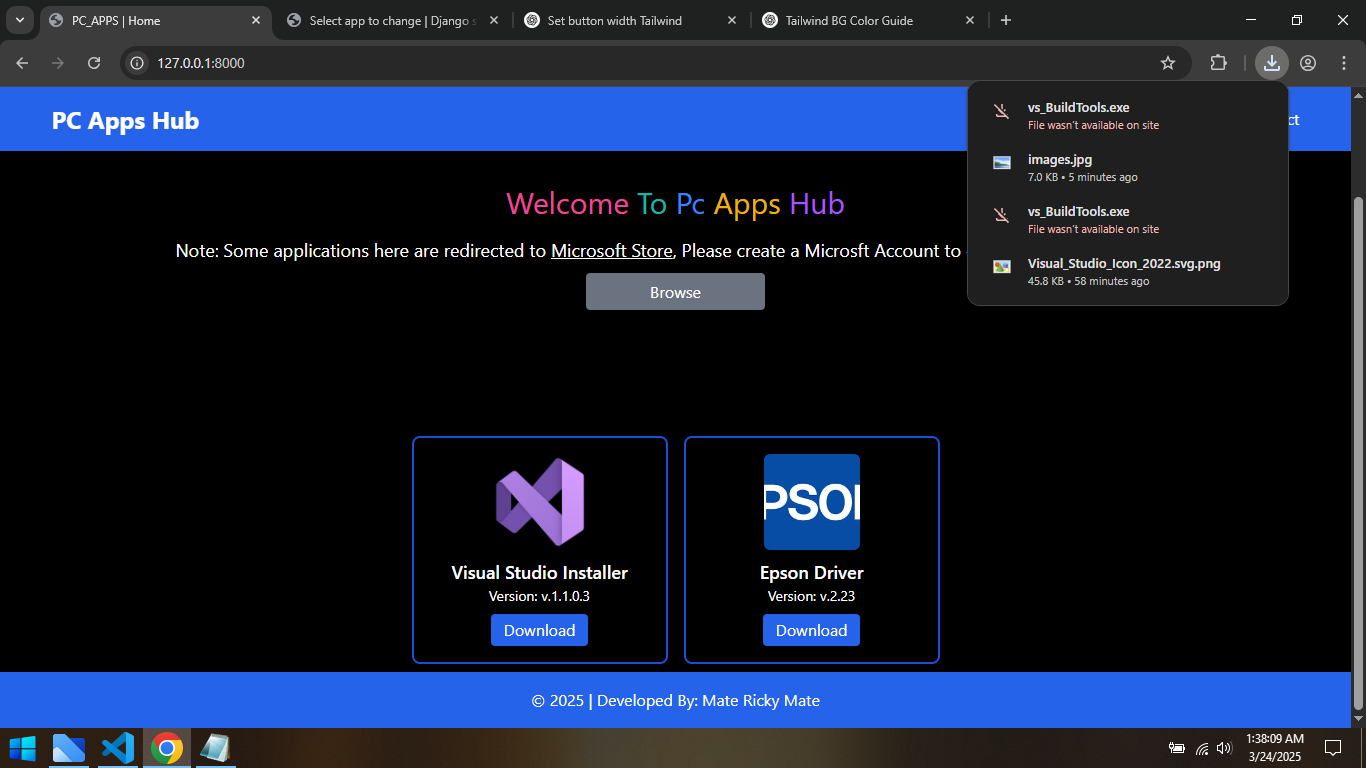 PC_APPS | Home
Select app to change | Django s
Set button width Tailwind
Tailwind BG Color Guide
127.0.0.1:8000
PC Apps Hub
ct
vs_BuildTools.exe
File wasn't available on site
images.jpg
7.0 KB • 5 minutes ago
vs_BuildTools.exe
File wasn't available on site
Visual_Studio_Icon_2022.svg.png
45.8 KB • 58 minutes ago
Welcome To Pc Apps Hub
Note: Some applications here are redirected to Microsoft Store, Please create a Microsft Account to
Browse
PSO
Visual Studio Installer
Version: v.1.1.0.3
Download
Epson Driver
Version: v.2.23
Download
© 2025 | Developed By: Mate Ricky Mate
1:38:09 AM
3/24/2025